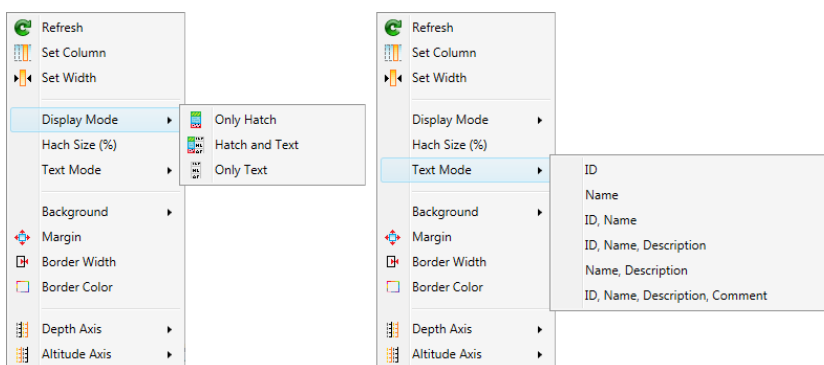 Refresh
Set Column
Set Width
Display Mode
Hach Size (%)
Text Mode
Background
Margin
Border Width
Border Color
Depth Axis
Altitude Axis
Only Hatch
Hatch and Text
Only Text
Refresh
Set Column
Set Width
Display Mode
Hach Size (%)
Text Mode
Background
Margin
Border Width
Border Color
Depth Axis
Altitude Axis
ID
Name
ID, Name
ID, Name, Description
Name, Description
ID, Name, Description, Comment